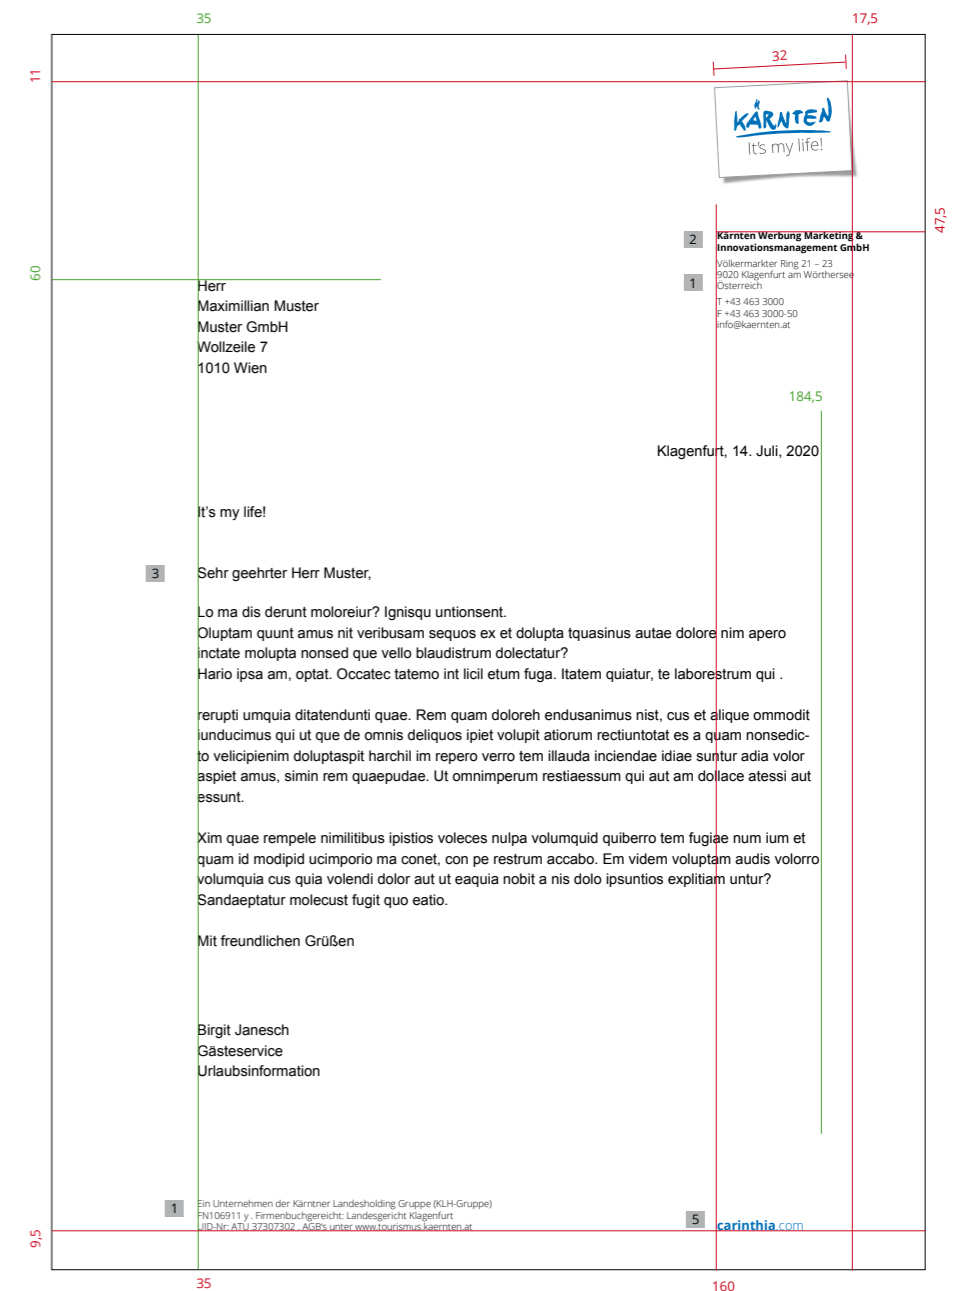 35
17,5
32
11
KÄRNTEN
It's my life!
47,5
2
Kärnten Werbung Marketing &
Innovationsmanagement GmbH
Völkermarkter Ring 21 – 23
9020 Klagenfurt am Wörthersee
Österreich
1
T +43 463 3000
F +43 463 3000-50
info@kaernten.at
60
Herr
Maximillian Muster
Muster GmbH
Wollzeile 7
1010 Wien
184,5
Klagenfurt, 14. Juli, 2020
It's my life!
3
Sehr geehrter Herr Muster,
Lo ma dis derunt moloreiur? Ignisqu untionsent.
Oluptam quunt amus nit veribusam sequos ex et dolupta tquasinus autae dolore nim apero
inctate molupta nonsed que vello blaudistrum dolectatur?
Hario ipsa am, optat. Occatec tatemo int licil etum fuga. Itatem quiatur, te laborestrum qui .
rerupti umquia ditatendunti quae. Rem quam doloreh endusanimus nist, cus et alique ommodit
iunducimus qui ut que de omnis deliquos ipiet volupit atiorum rectiuntotat es a quam nonsedic-
to velicipienim doluptaspit harchil im repero verro tem illauda inciendae idiae suntur adia volor
aspiet amus, simin rem quaepudae. Ut omnimperum restiaessum qui aut am dollace atessi aut
essunt.
Xim quae rempele nimilitibus ipistios voleces nulpa volumquid quiberro tem fugiae num ium et
quam id modipid ucimporio ma conet, con pe restrum accabo. Em videm voluptam audis volorro
volumquia cus quia volendi dolor aut ut eaquia nobit a nis dolo ipsuntios explitiam untur?
Sandaeptatur molecust fugit quo eatio.
Mit freundlichen Grüßen
Birgit Janesch
Gästeservice
Urlaubsinformation
1
Ein Unternehmen der Kärntner Landesholding Gruppe (KLH-Gruppe)
FN106911 y . Firmenbuchgereicht: Landesgericht Klagenfurt
UID-Nr: ATU 37307302 . AGB's unter www.tourismus.kaernten.at
5
carinthia.com
9,5
35
160